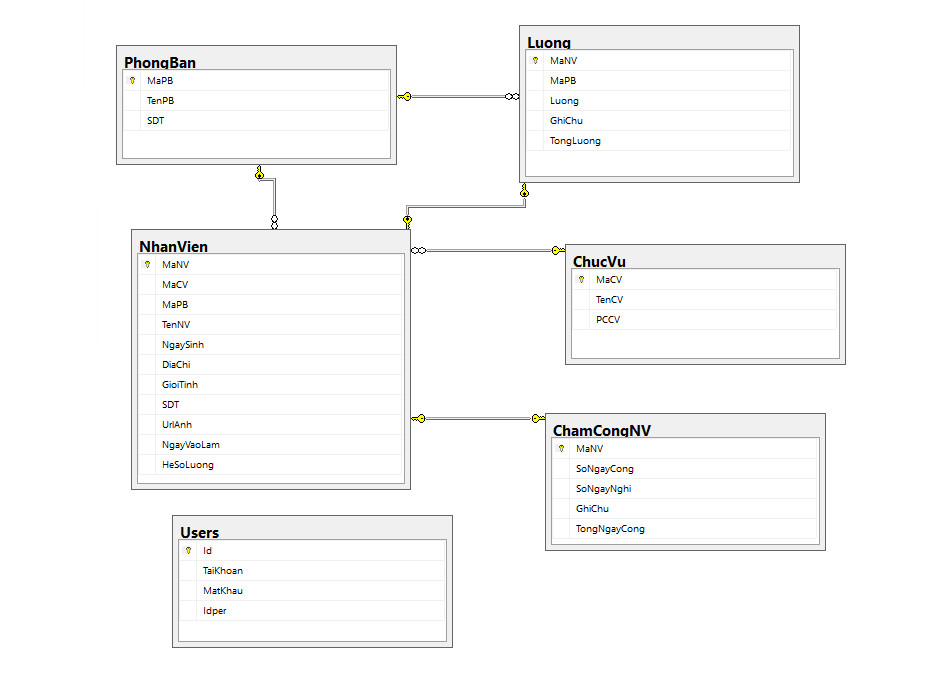 PhongBan
MaPB
TenPB
SDT
Luong
MaNV
MaPB
Luong
GhiChu
TongLuong
NhanVien
MaNV
MaCV
MaPB
TenNV
NgaySinh
DiaChi
GioiTinh
SDT
UrlAnh
NgayVaoLam
HeSoLuong
ChucVu
MaCV
TenCV
PCCV
ChamCongNV
MaNV
SoNgayCong
SoNgayNghi
GhiChu
TongNgayCong
Users
Id
TaiKhoan
MatKhau
Idper